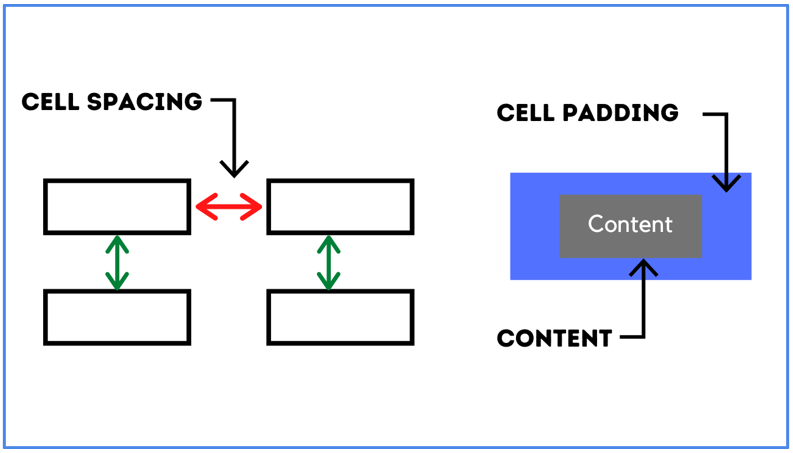 CELL SPACING
CELL PADDING
Content
CONTENT